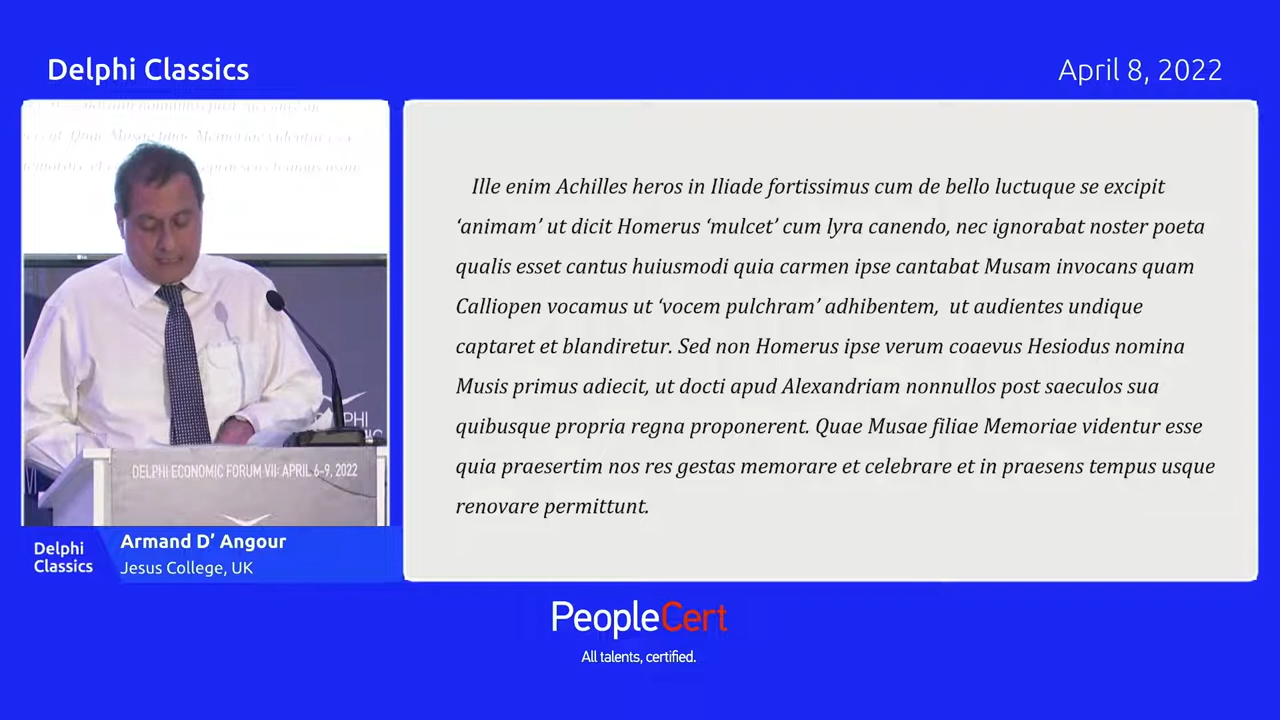 Delphi Classics
April 8, 2022
Ille enim Achilles heros in Iliade fortissimus cum de bello luctuque se excipit
‘animam’ ut dicit Homerus ‘mulcet’ cum lyra canendo, nec ignorabat noster poeta
qualis esset cantus huiusmodi quia carmen ipse cantabat Musam invocans quam
Calliopen vocamus ut ‘vocem pulchram’ adhibentem, ut audientes undique
captaret et blandiretur. Sed non Homerus ipse verum coaevus Hesiodus nomina
Musis primus adiecit, ut docti apud Alexandriam nonnullos post saeculos sua
quibusque propria regna proponerent. Quae Musae filiae Memoriae videntur esse
quia praesertim nos res gestas memorare et celebrare et in praesens tempus usque
renovare permittunt.
DELPHI ECONOMIC FORUM VII: APRIL 6-9, 2022
Delphi
Classics
Armand D’ Angour
Jesus College, UK
PeopleCert
All talents, certified.